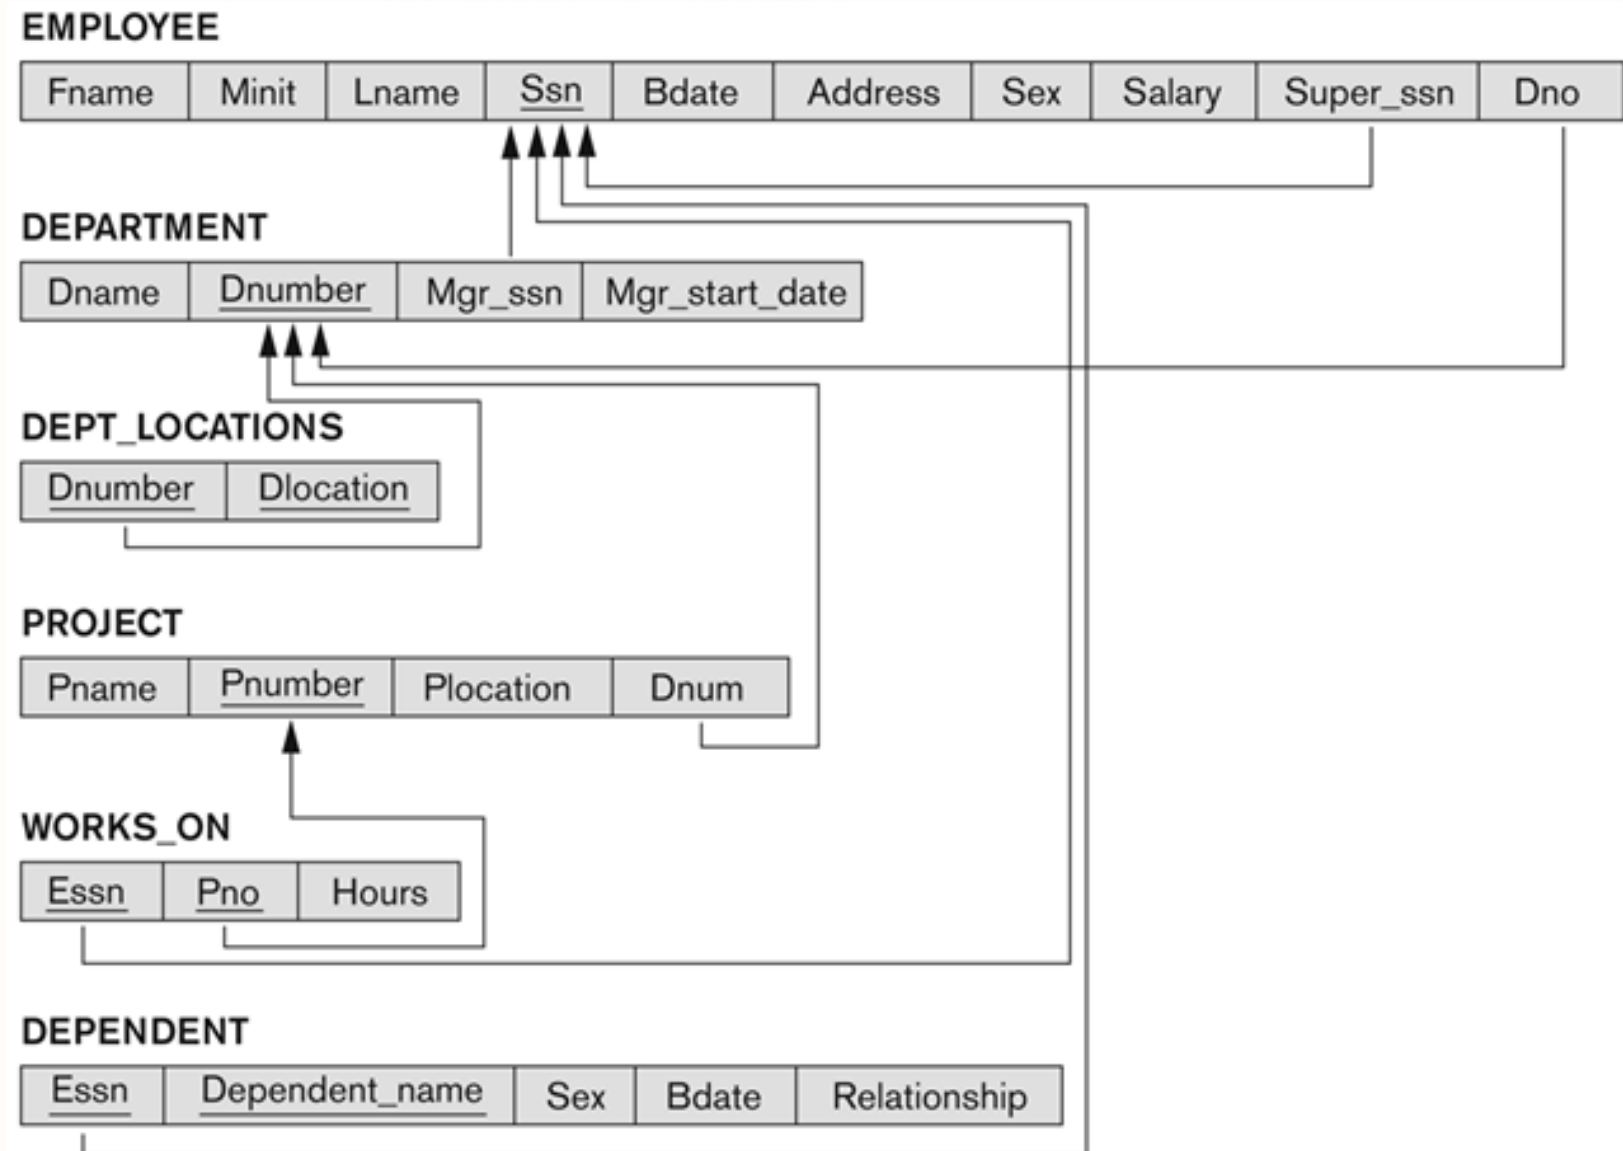 EMPLOYEE
Fname Minit Lname Ssn Bdate Address Sex Salary Super_ssn Dno
DEPARTMENT
Dname Dnumber Mgr_ssn Mgr_start_date
DEPT_LOCATIONS
Dnumber Dlocation
PROJECT
Pname Pnumber Plocation Dnum
WORKS_ON
Essn Pno Hours
DEPENDENT
Essn Dependent_name Sex Bdate Relationship